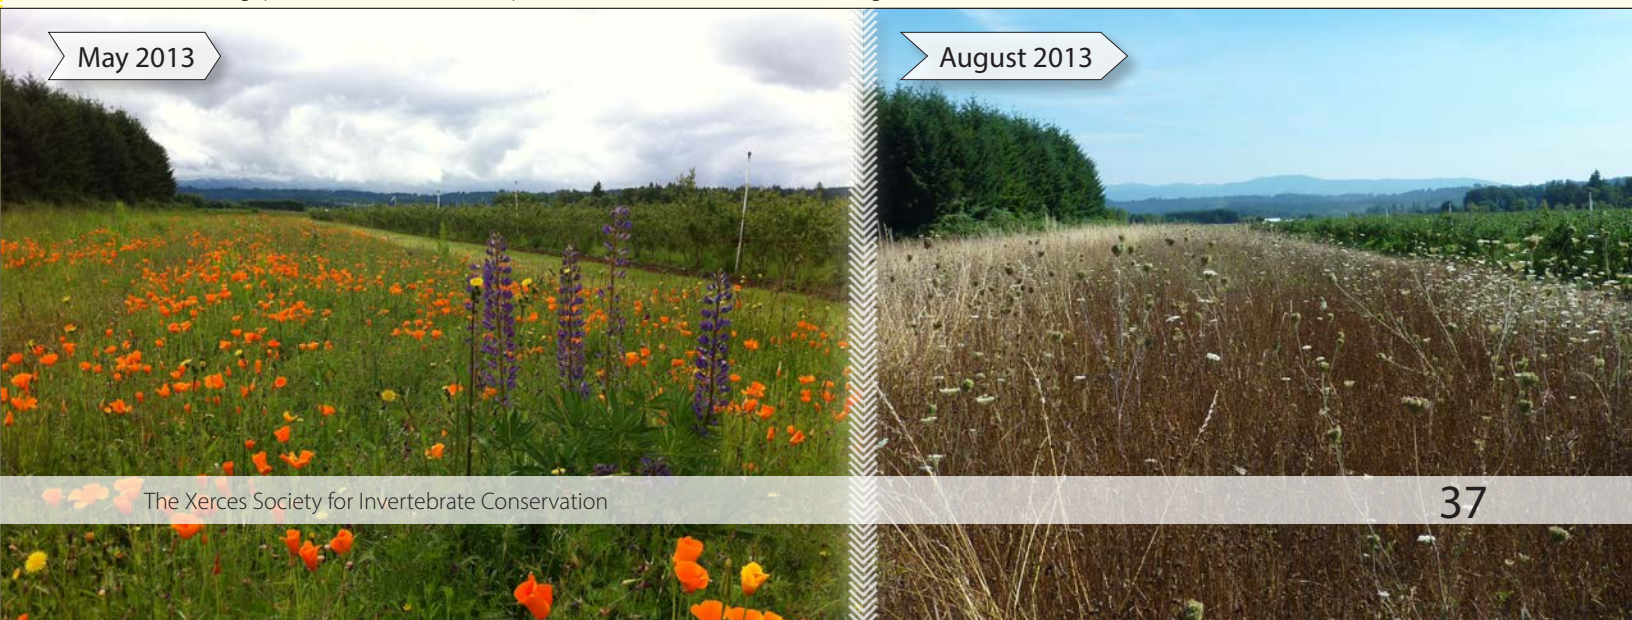 May 2013
August 2013
The Xerces Society for Invertebrate Conservation
37